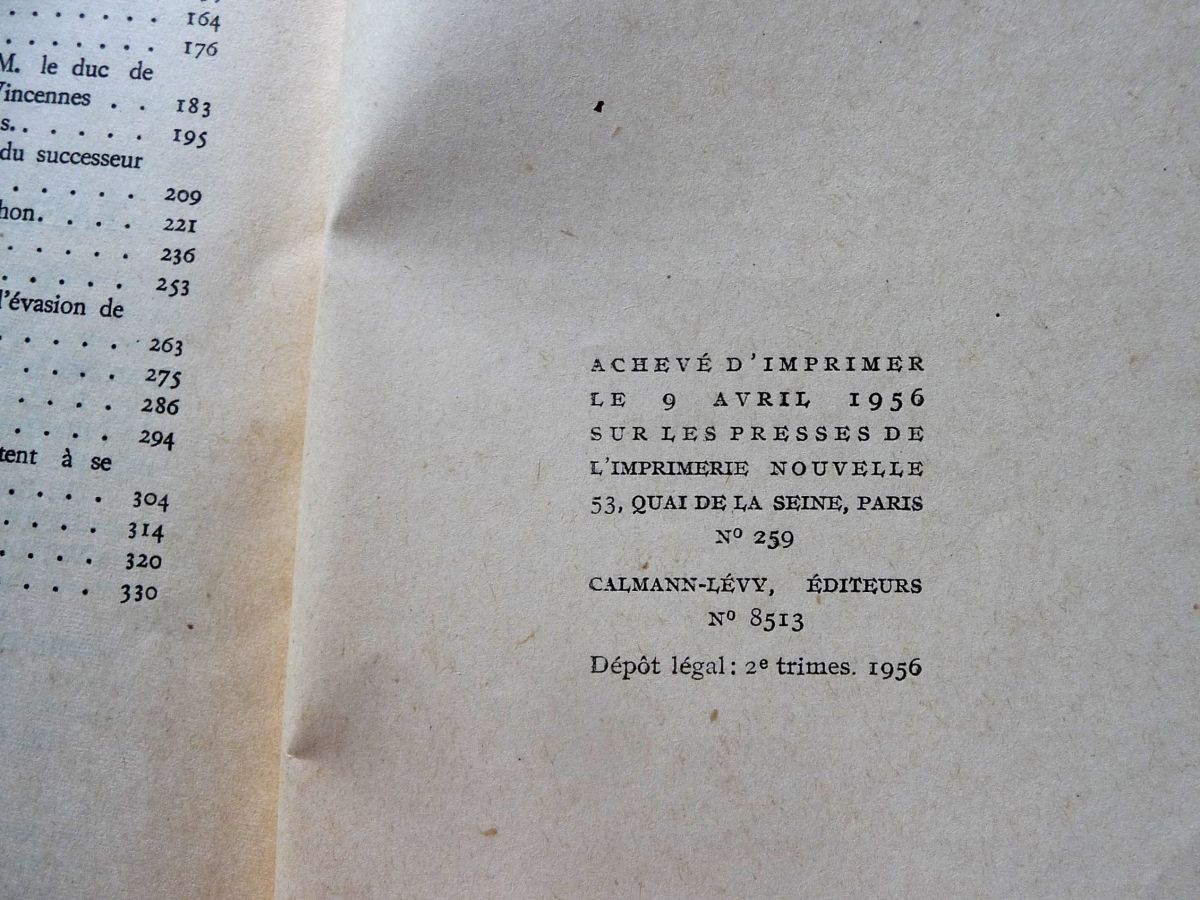 164
176
M. le duc de
Vincennes . . 183
s. . . . . . 195
du successeur
. . . . . 209
hon. . . . 221
. . . . . 236
. . . . . 253
l'évasion de
. . . . . 263
. . . . 275
. . . . 286
. . . . 294
tent à se
. . . . 304
. . . . 314
. . . . 320
. . . . 330
ACHEVÉ D'IMPRIMER
LE 9 AVRIL 1956
SUR LES PRESSES DE
L'IMPRIMERIE NOUVELLE
53, QUAI DE LA SEINE, PARIS
Nº 259
CALMANN-LÉVY, ÉDITEURS
Nº 8513
Dépôt légal : 2e trimes. 1956